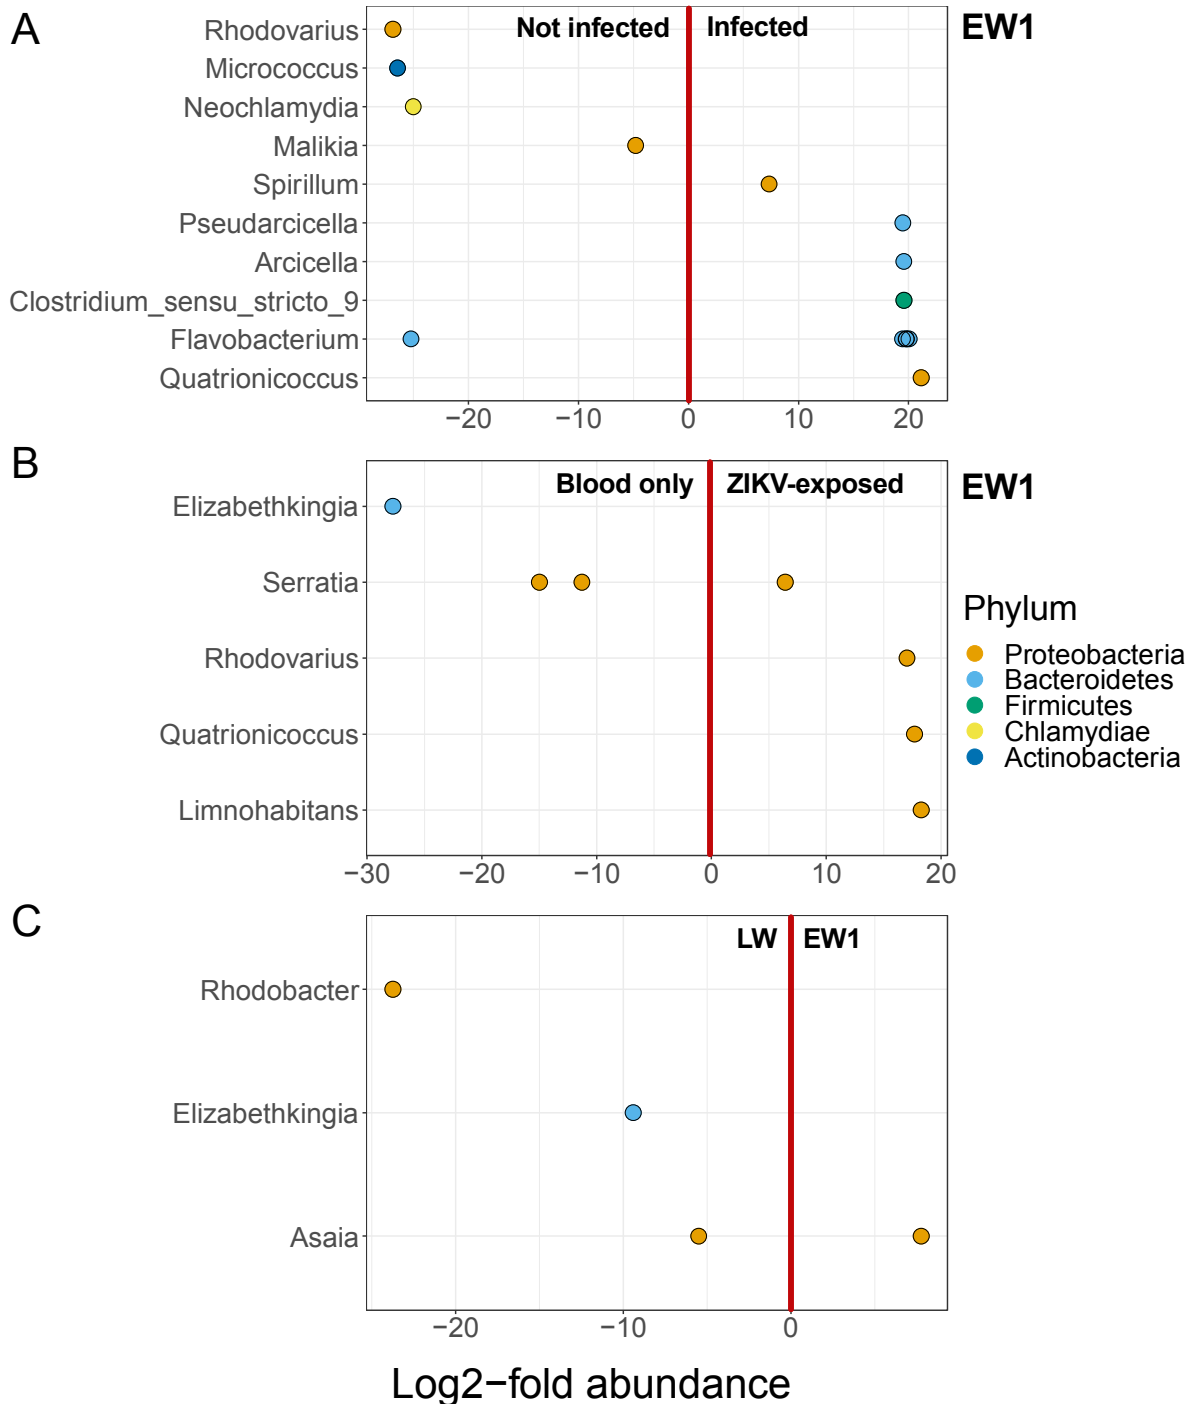 A
Not infected
Infected
EW1
Rhodovarius
Micrococcus
Neochlamydia
Malikia
Spirillum
Pseudarcicella
Arcicella
Clostridium_sensu_stricto_9
Flavobacterium
Quatrionicoccus
−20 −10 0 10 20
B
Blood only
ZIKV-exposed
EW1
Elizabethkingia
Serratia
Rhodovarius
Quatrionicoccus
Limnohabitans
−30 −20 −10 0 10 20
Phylum
Proteobacteria
Bacteroidetes
Firmicutes
Chlamydiae
Actinobacteria
C
LW
EW1
Rhodobacter
Elizabethkingia
Asaia
−20 −10 0
Log2−fold abundance